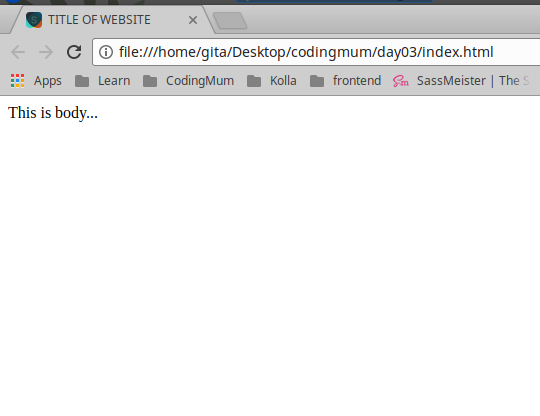 TITLE OF WEBSITE
file:///home/gita/Desktop/codingmum/day03/index.html
Apps Learn CodingMum Kolla frontend SassMeister | The S
This is body...